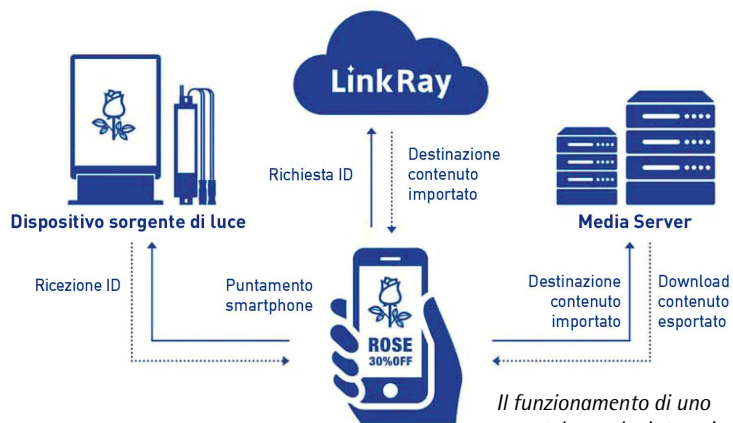 LinkRay
Richiesta ID
Destinazione
contenuto
importato
Dispositivo sorgente di luce
Media Server
Ricezione ID
Puntamento
smartphone
Destinazione
contenuto
importato
Download
contenuto
esportato
ROSE
30%OFF
Il funzionamento di uno